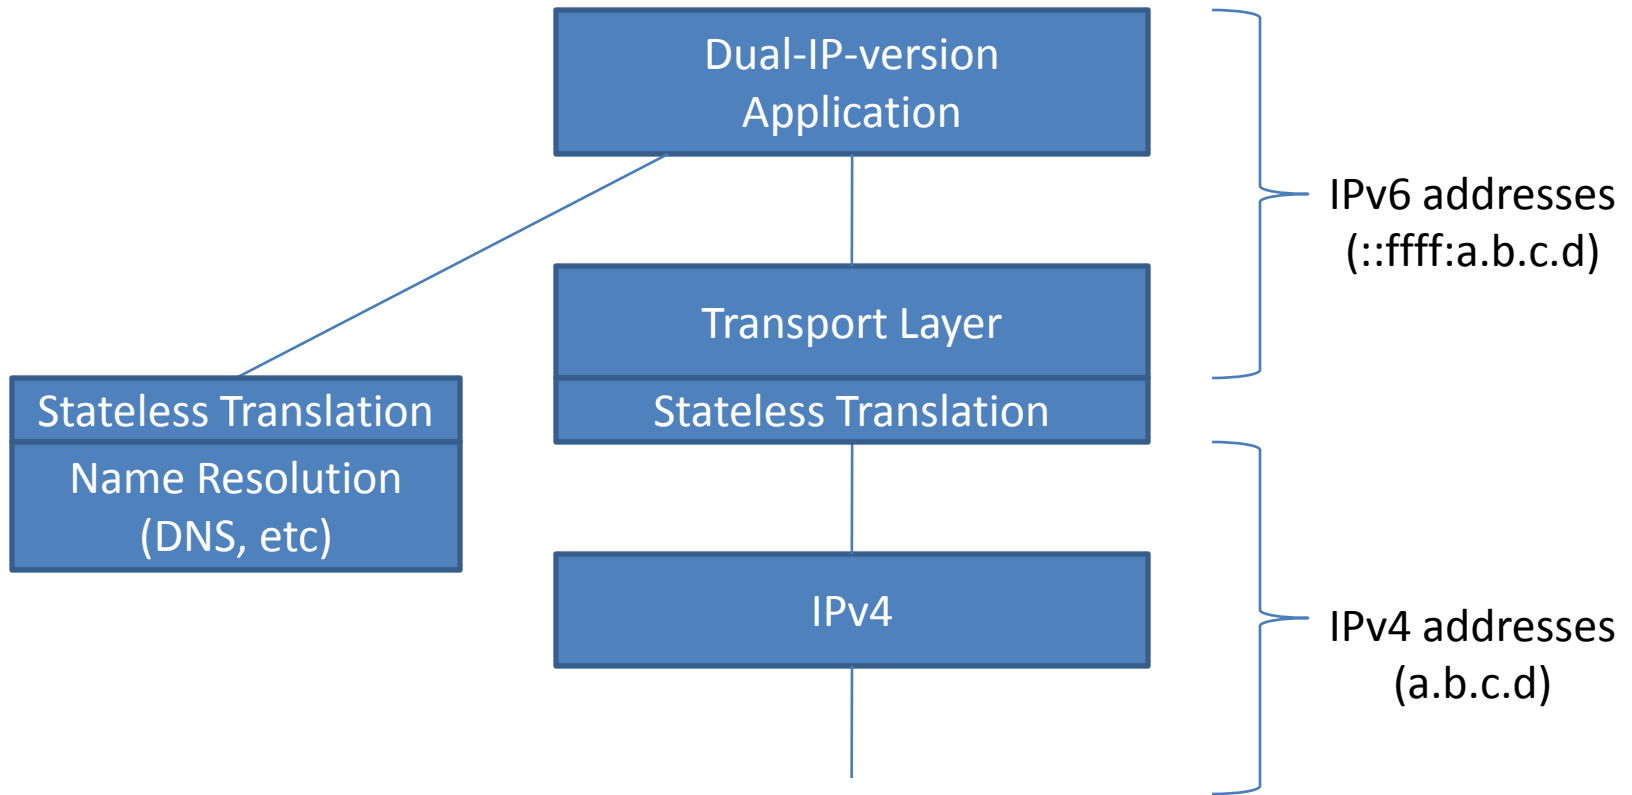 Dual-IP-version
Application
IPv6 addresses
(::ffff:a.b.c.d)
Transport Layer
Stateless Translation
Stateless Translation
Name Resolution
(DNS, etc)
IPv4
IPv4 addresses
(a.b.c.d)